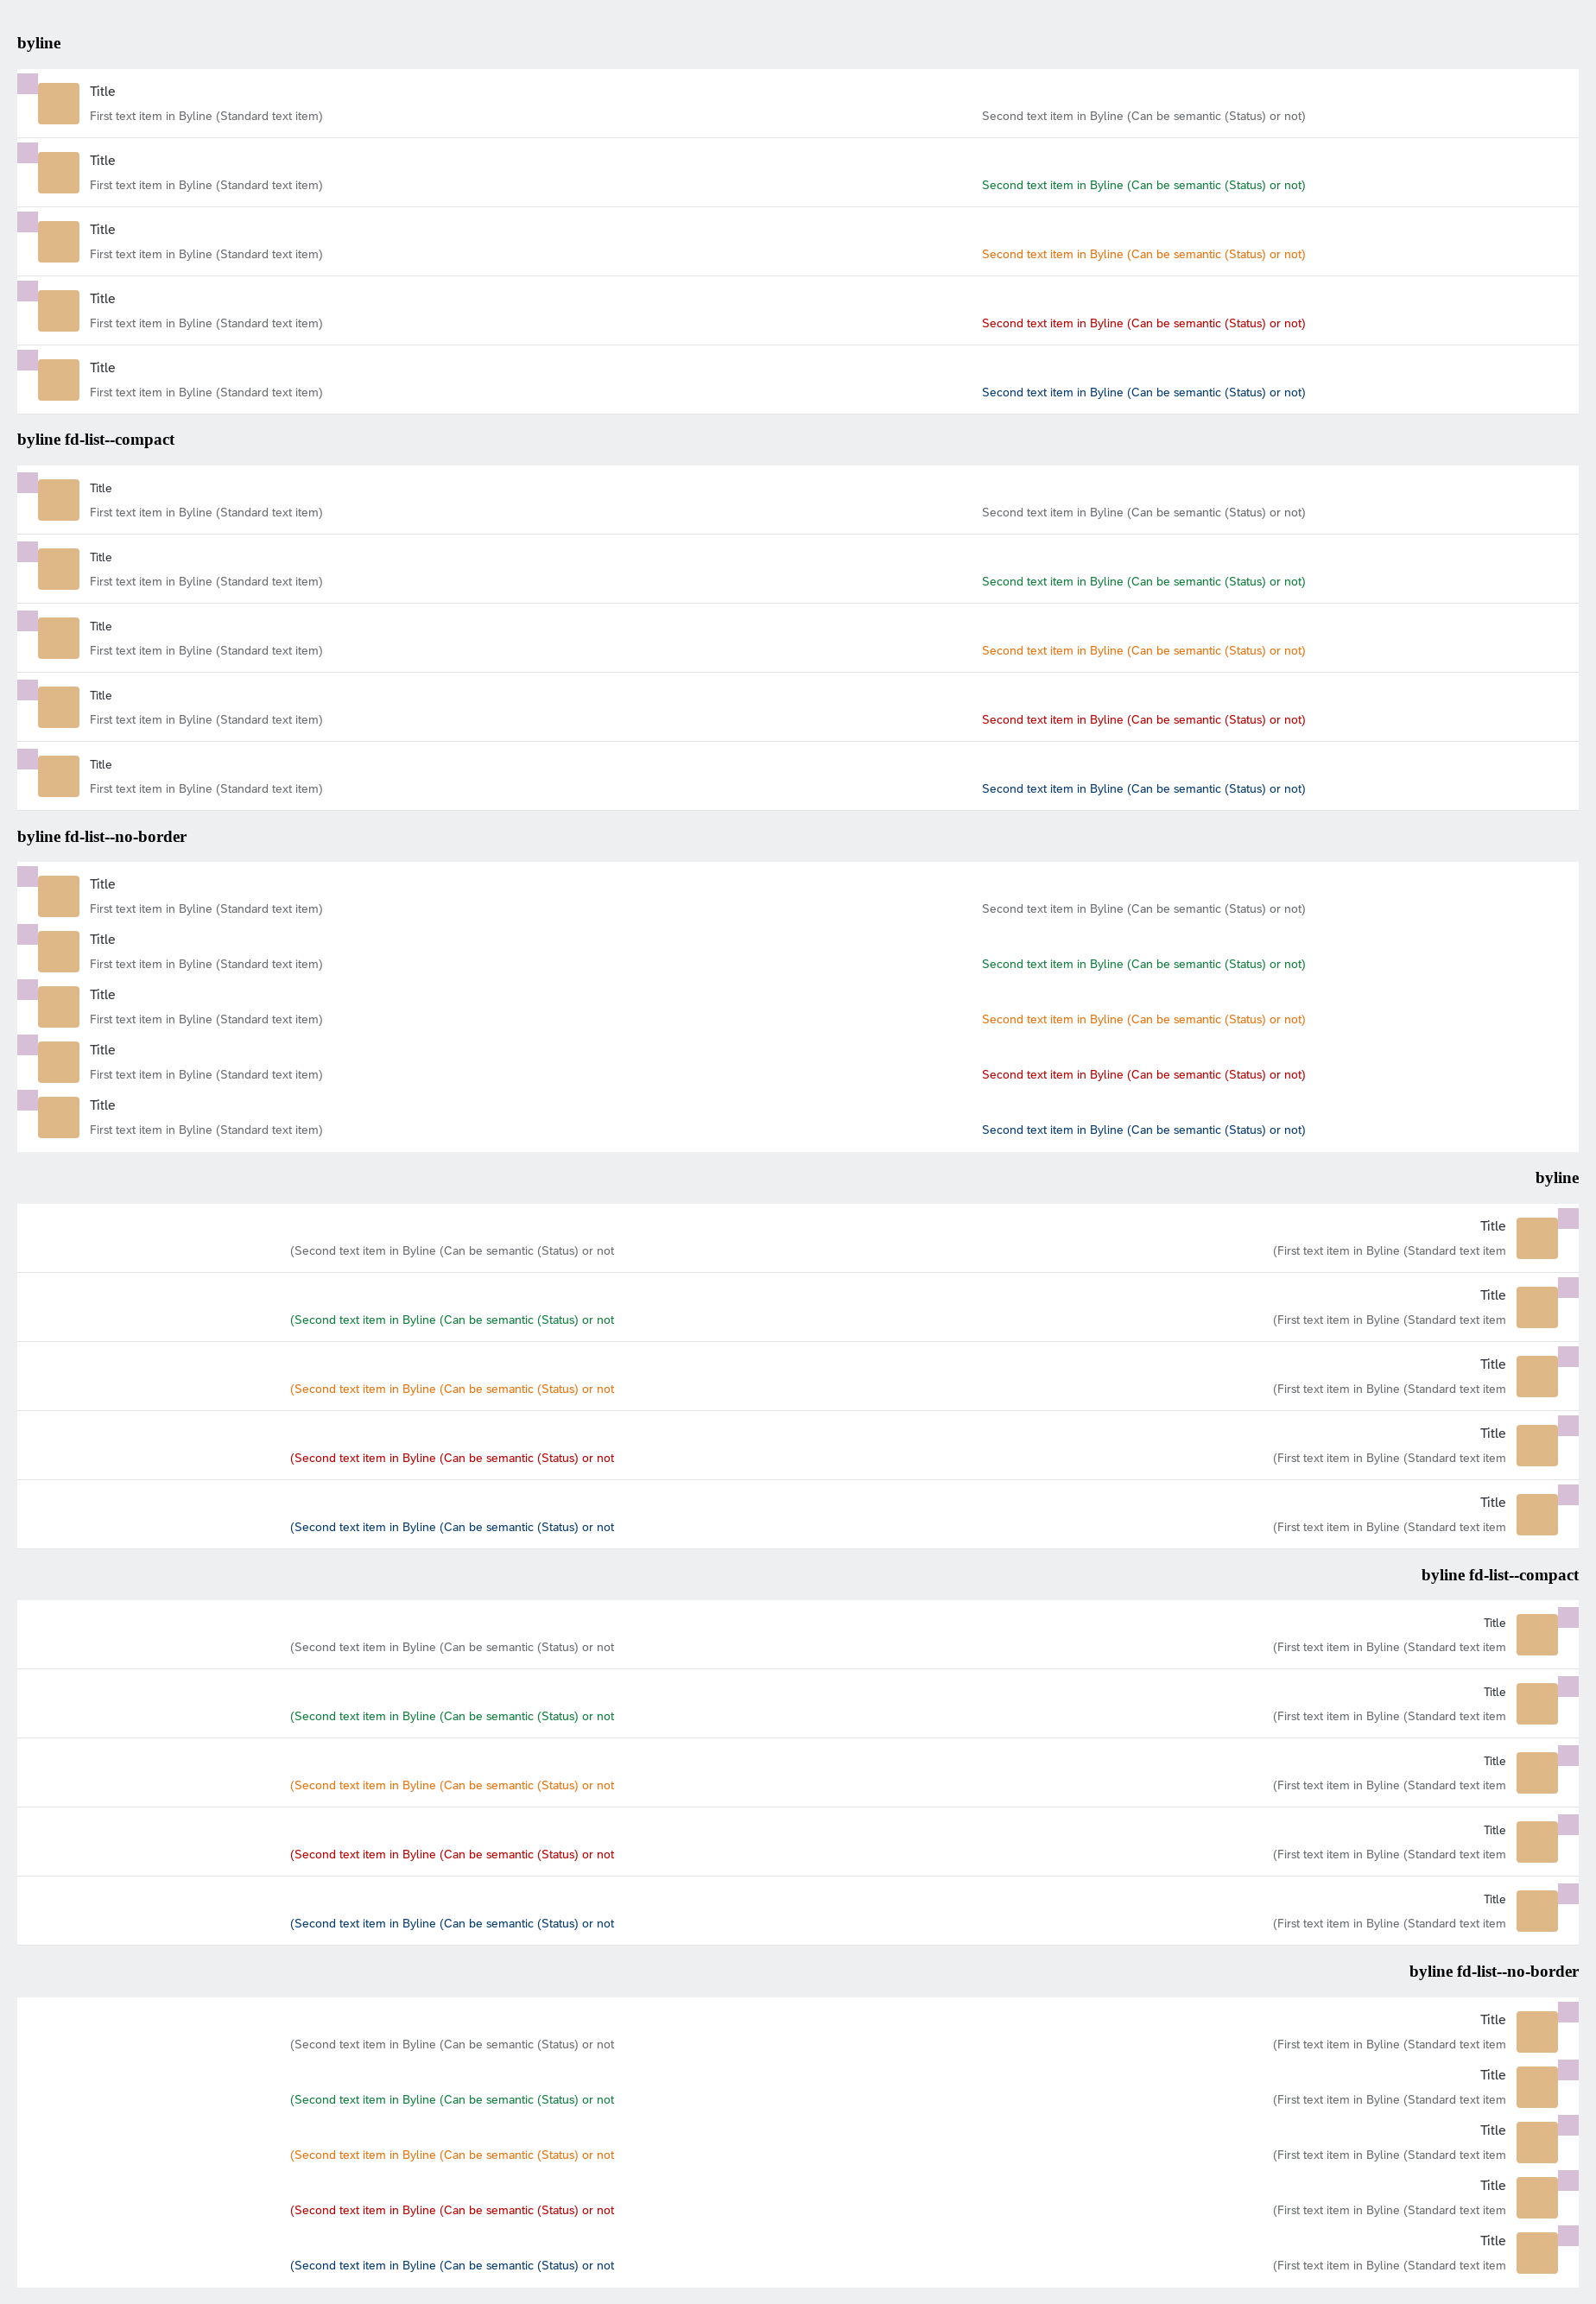 byline
Title
First text item in Byline (Standard text item) Second text item in Byline (Can be semantic (Status) or not)
Title
First text item in Byline (Standard text item) Second text item in Byline (Can be semantic (Status) or not)
Title
First text item in Byline (Standard text item) Second text item in Byline (Can be semantic (Status) or not)
Title
First text item in Byline (Standard text item) Second text item in Byline (Can be semantic (Status) or not)
Title
First text item in Byline (Standard text item) Second text item in Byline (Can be semantic (Status) or not)
byline fd-list--compact
Title
First text item in Byline (Standard text item) Second text item in Byline (Can be semantic (Status) or not)
Title
First text item in Byline (Standard text item) Second text item in Byline (Can be semantic (Status) or not)
Title
First text item in Byline (Standard text item) Second text item in Byline (Can be semantic (Status) or not)
Title
First text item in Byline (Standard text item) Second text item in Byline (Can be semantic (Status) or not)
Title
First text item in Byline (Standard text item) Second text item in Byline (Can be semantic (Status) or not)
byline fd-list--no-border
Title
First text item in Byline (Standard text item) Second text item in Byline (Can be semantic (Status) or not)
Title
First text item in Byline (Standard text item) Second text item in Byline (Can be semantic (Status) or not)
Title
First text item in Byline (Standard text item) Second text item in Byline (Can be semantic (Status) or not)
Title
First text item in Byline (Standard text item) Second text item in Byline (Can be semantic (Status) or not)
Title
First text item in Byline (Standard text item) Second text item in Byline (Can be semantic (Status) or not)
byline
Title
(Second text item in Byline (Can be semantic (Status) or not (First text item in Byline (Standard text item
Title
(Second text item in Byline (Can be semantic (Status) or not (First text item in Byline (Standard text item
Title
(Second text item in Byline (Can be semantic (Status) or not (First text item in Byline (Standard text item
Title
(Second text item in Byline (Can be semantic (Status) or not (First text item in Byline (Standard text item
Title
(Second text item in Byline (Can be semantic (Status) or not (First text item in Byline (Standard text item
byline fd-list--compact
Title
(Second text item in Byline (Can be semantic (Status) or not (First text item in Byline (Standard text item
Title
(Second text item in Byline (Can be semantic (Status) or not (First text item in Byline (Standard text item
Title
(Second text item in Byline (Can be semantic (Status) or not (First text item in Byline (Standard text item
Title
(Second text item in Byline (Can be semantic (Status) or not (First text item in Byline (Standard text item
Title
(Second text item in Byline (Can be semantic (Status) or not (First text item in Byline (Standard text item
byline fd-list--no-border
Title
(Second text item in Byline (Can be semantic (Status) or not (First text item in Byline (Standard text item
Title
(Second text item in Byline (Can be semantic (Status) or not (First text item in Byline (Standard text item
Title
(Second text item in Byline (Can be semantic (Status) or not (First text item in Byline (Standard text item
Title
(Second text item in Byline (Can be semantic (Status) or not (First text item in Byline (Standard text item
Title
(Second text item in Byline (Can be semantic (Status) or not (First text item in Byline (Standard text item